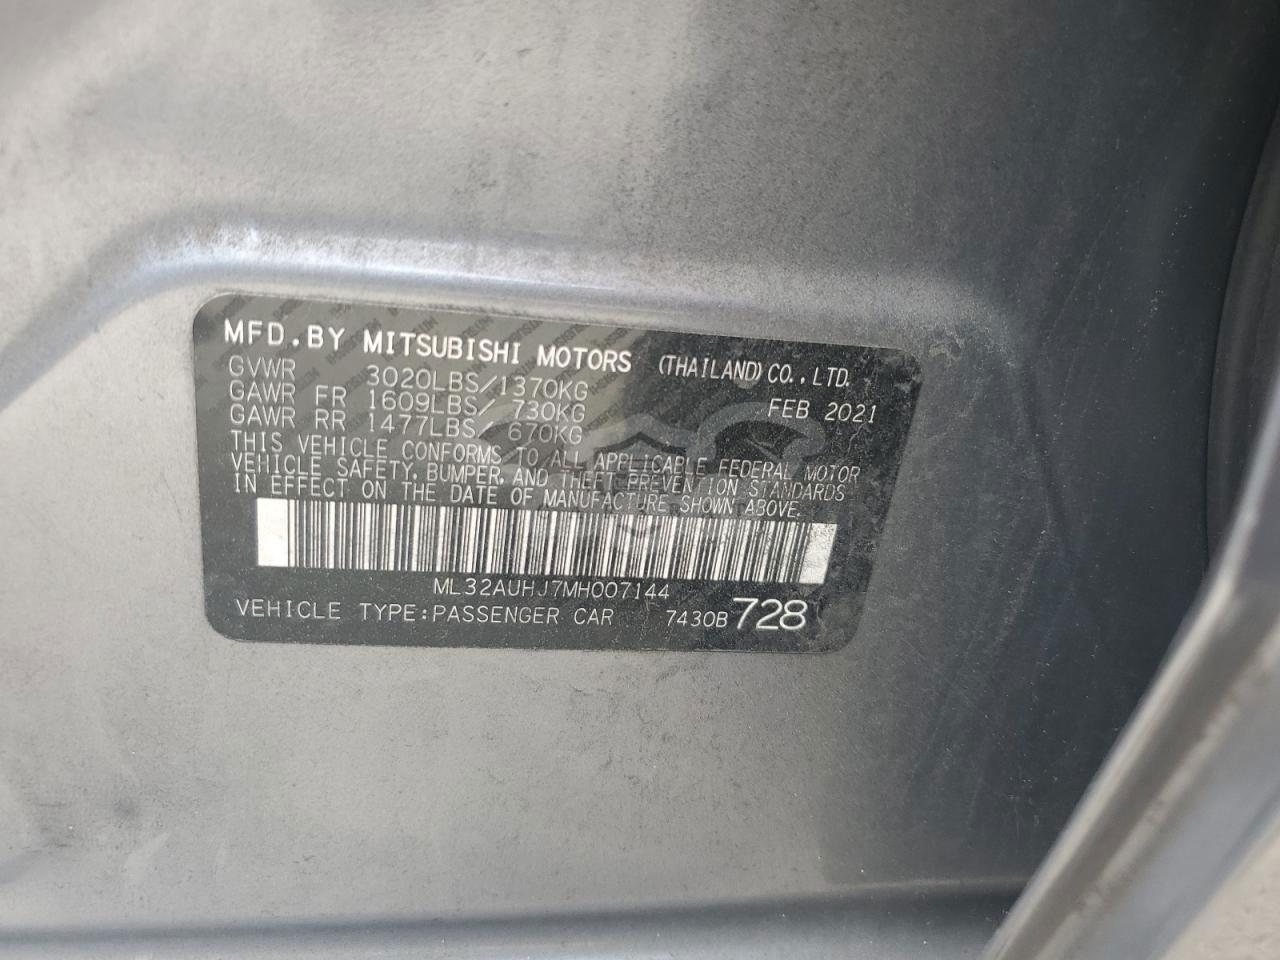 MFD.BY MITSUBISHI MOTORS (THAILAND)CO.,LTD.
GVWR 3020LBS/1370KG
GAWR FR 1609LBS/ 730KG FEB 2021
GAWR RR 1477LBS/ 670KG
THIS VEHICLE CONFORMS TO ALL APPLICABLE FEDERAL MOTOR
VEHICLE SAFETY, BUMPER, AND THEFT PREVENTION STANDARDS
IN EFFECT ON THE DATE OF MANUFACTURE SHOWN ABOVE.
ML32AUHJ7MH007144
VEHICLE TYPE:PASSENGER CAR 7430B 728